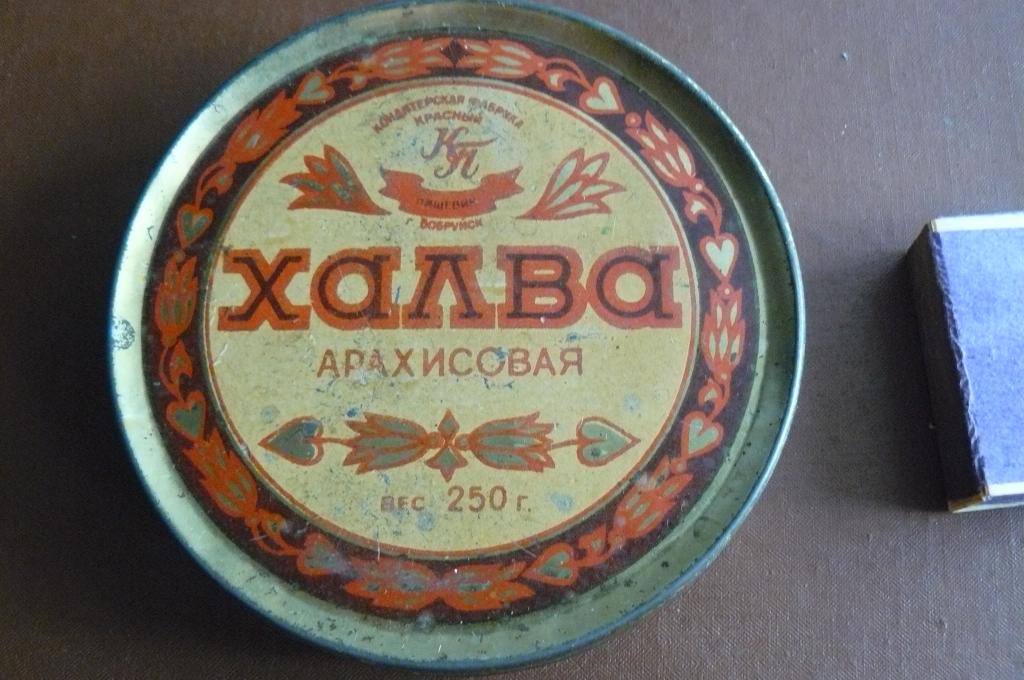 КОНДИТЕРСКАЯ ФАБРИКА
КРАСНЫЙ
КП
ПИЩЕВИК
г. БОБРУЙСК
ХАЛВА
АРАХИСОВАЯ
ВЕС 250 г.